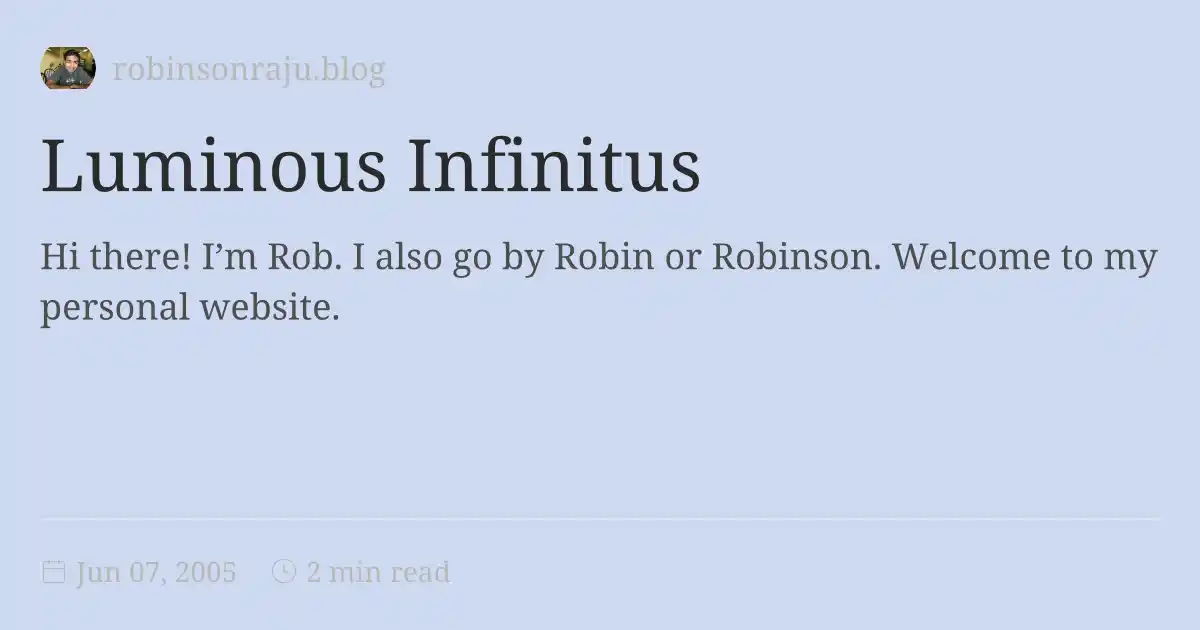 robinsonraju.blog
Luminous Infinitus
Hi there! I’m Rob. I also go by Robin or Robinson. Welcome to my
personal website.
Jun 07, 2005 2 min read